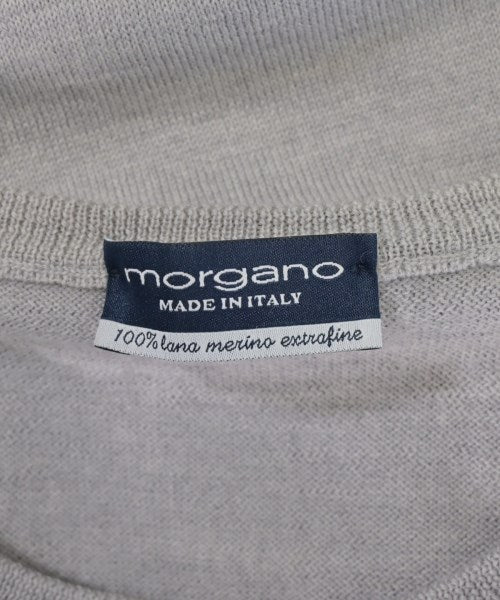 morgano
MADE IN ITALY
100% lana merino extrafine